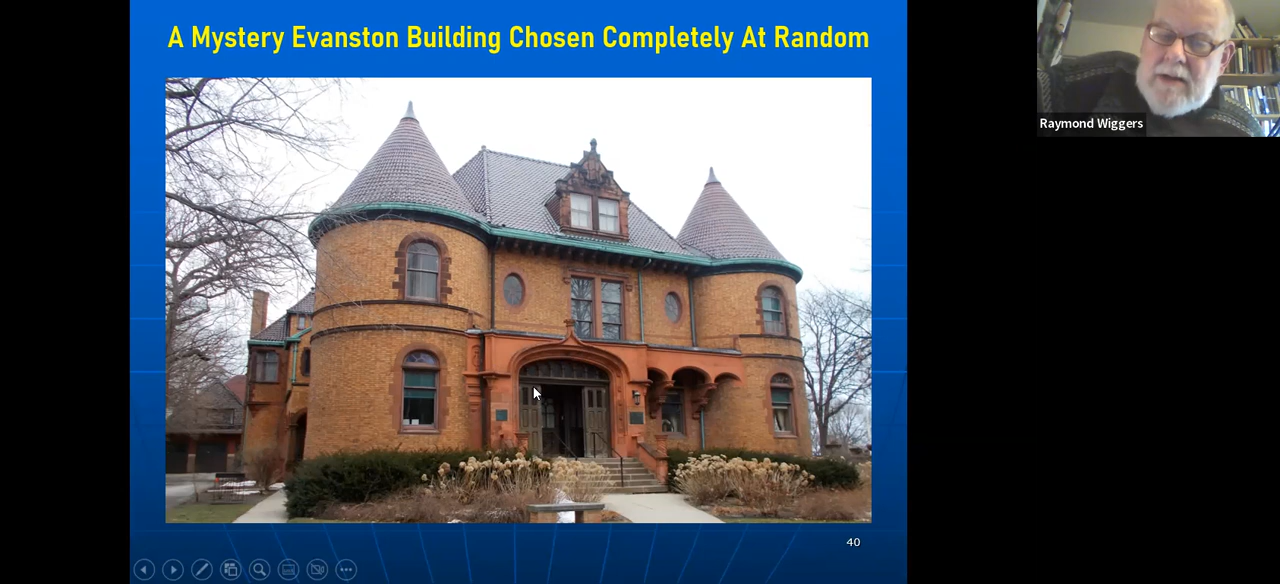 A Mystery Evanston Building Chosen Completely At Random
Raymond Wiggers
40